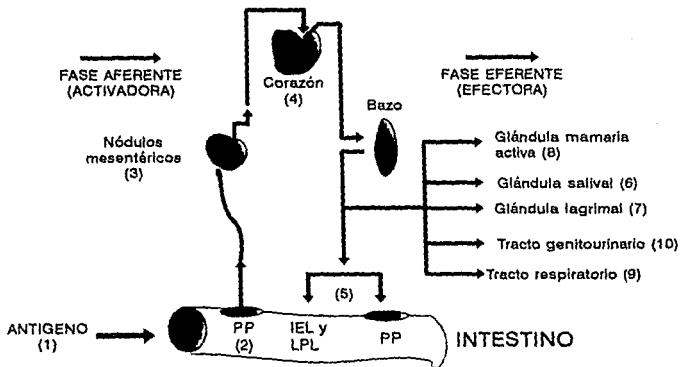 FASE AFERENTE
(ACTIVADORA)
Corazón
(4)
FASE EFERENTE
(EFECTORA)
Bazo
Nódulos
mesentéricos
(3)
Glándula mamaria
activa (8)
Glándula salival (6)
Glándula lagrimal (7)
Tracto genitourinario (10)
Tracto respiratorio (9)
(5)
ANTIGENO
(1)
PP
(2)
IEL y
LPL
PP
INTESTINO